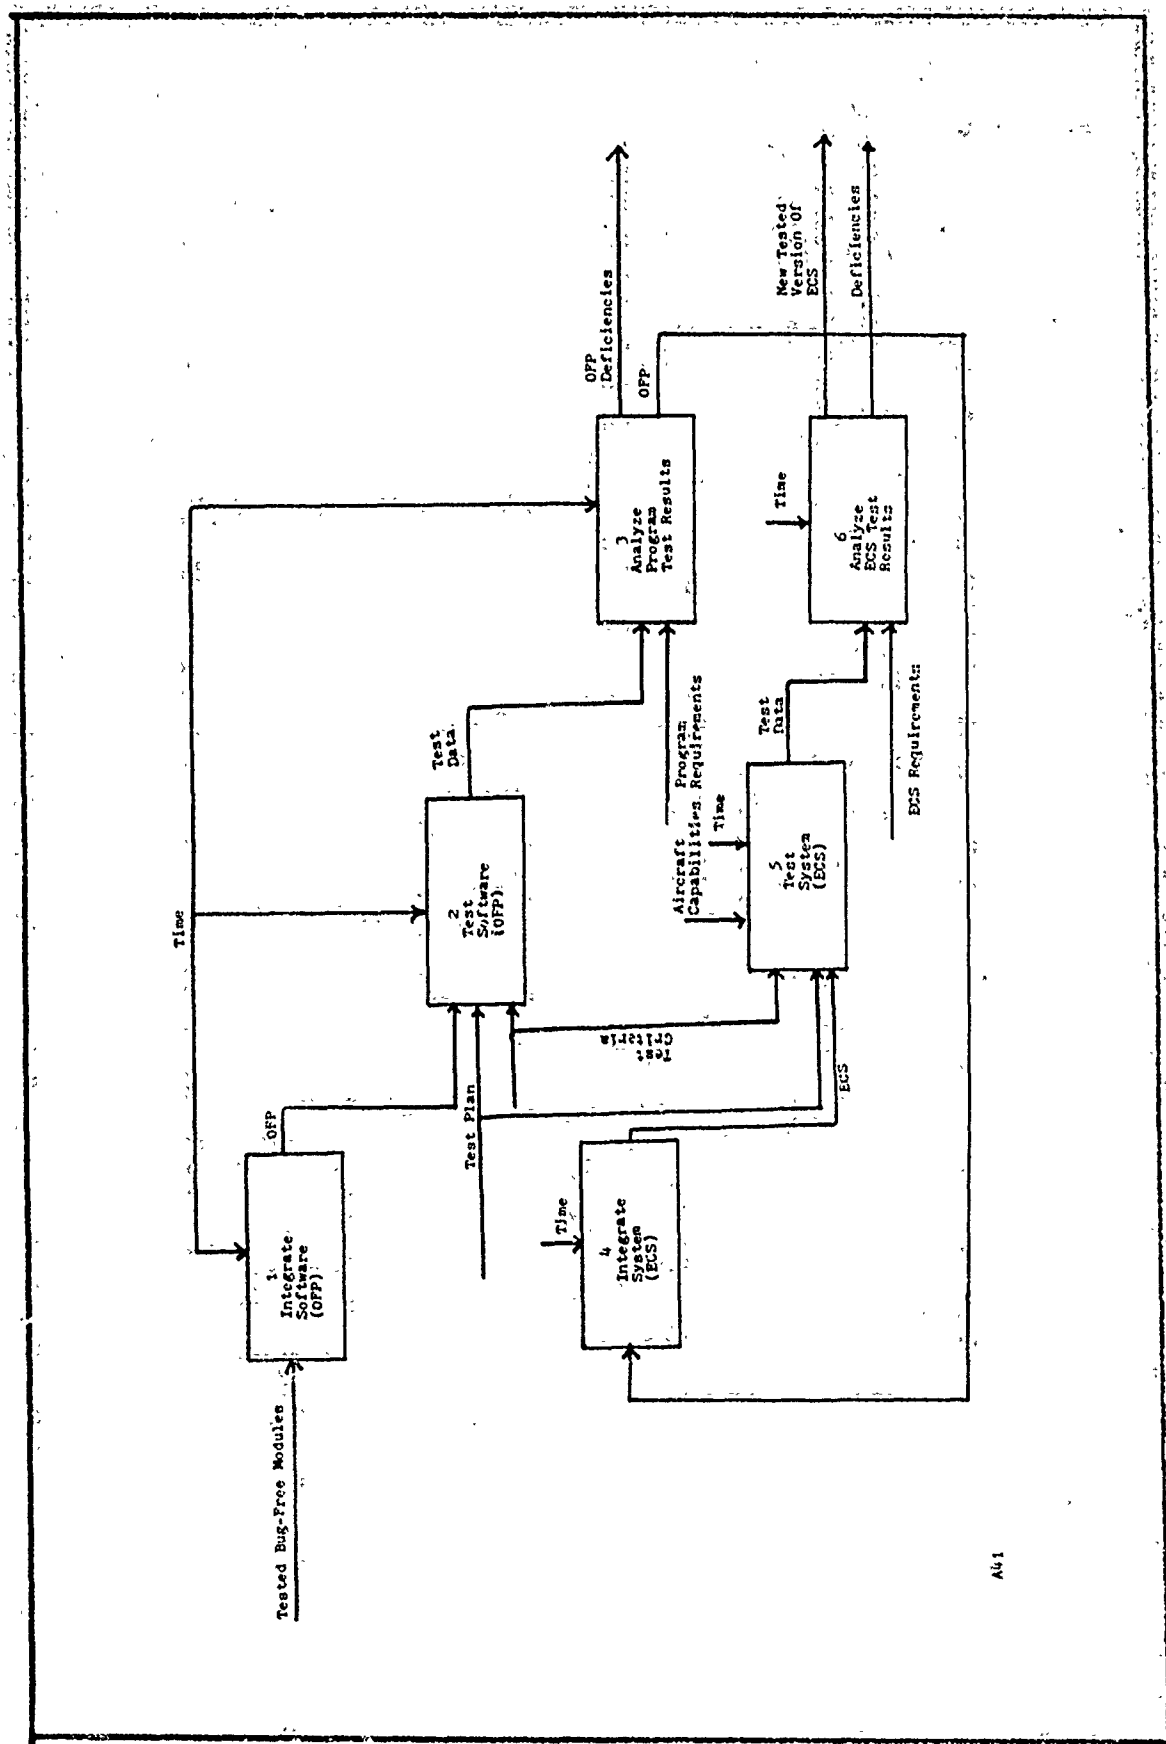 Time
Tested Bug-Free Modules
1
Integrate
Software
(OFP)
OFP
Test Plan
2
Test
Software
(OFP)
Test
Data
Test
Criteria
3
Analyze
Program
Test Results
OFP
Deficiencies
OFP
Program
Requirements
Time
4
Integrate
System
(ECS)
ECS
Aircraft
Capabilities
Time
5
Test
System
(ECS)
Test
Data
ECS Requirements
Time
6
Analyze
ECS Test
Results
New Tested
Version Of
ECS
Deficiencies
A41